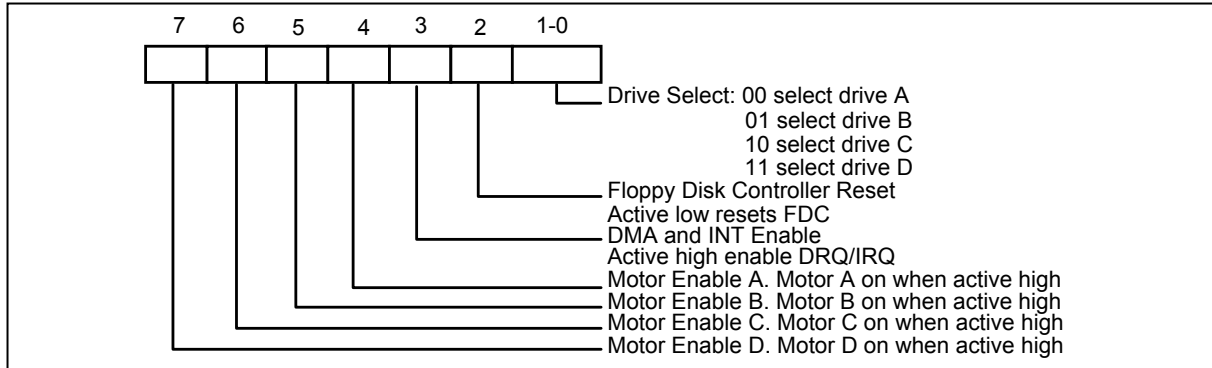 7 6 5 4 3 2 1-0
Drive Select: 00 select drive A
01 select drive B
10 select drive C
11 select drive D
Floppy Disk Controller Reset
Active low resets FDC
DMA and INT Enable
Active high enable DRQ/IRQ
Motor Enable A. Motor A on when active high
Motor Enable B. Motor B on when active high
Motor Enable C. Motor C on when active high
Motor Enable D. Motor D on when active high